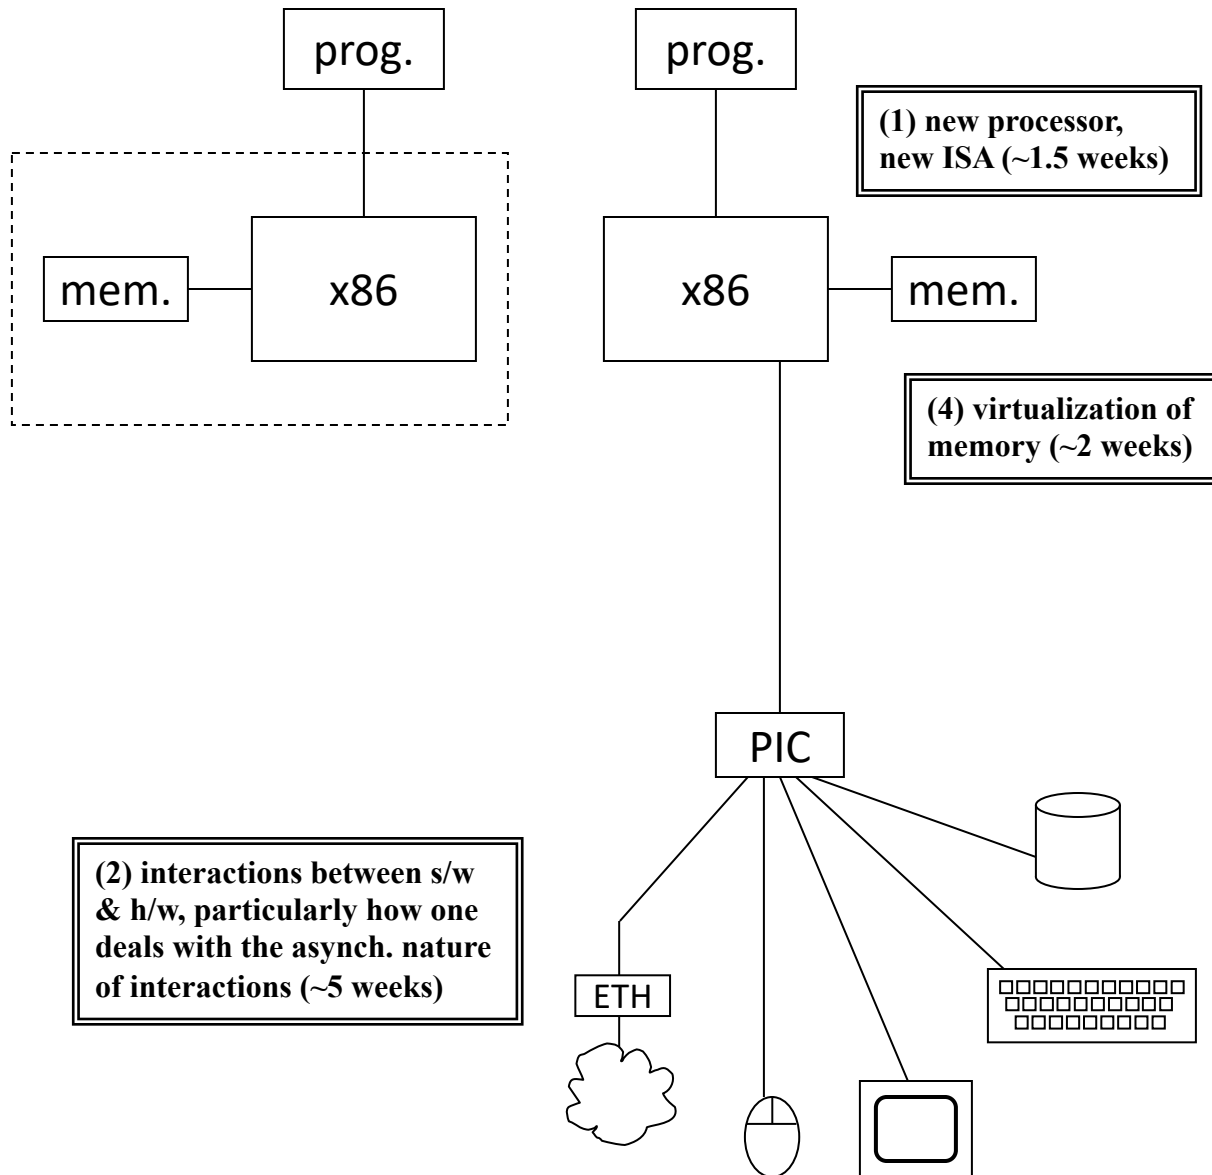 prog.
prog.
(1) new processor,
new ISA (~1.5 weeks)
mem.
x86
x86
mem.
(4) virtualization of
memory (~2 weeks)
PIC
(2) interactions between s/w
& h/w, particularly how one
deals with the asynch. nature
of interactions (~5 weeks)
ETH